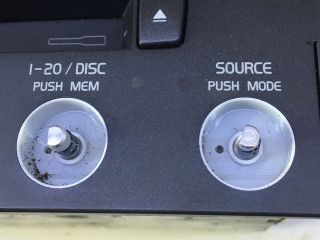 1-20 / DISC
PUSH MEM
SOURCE
PUSH MODE